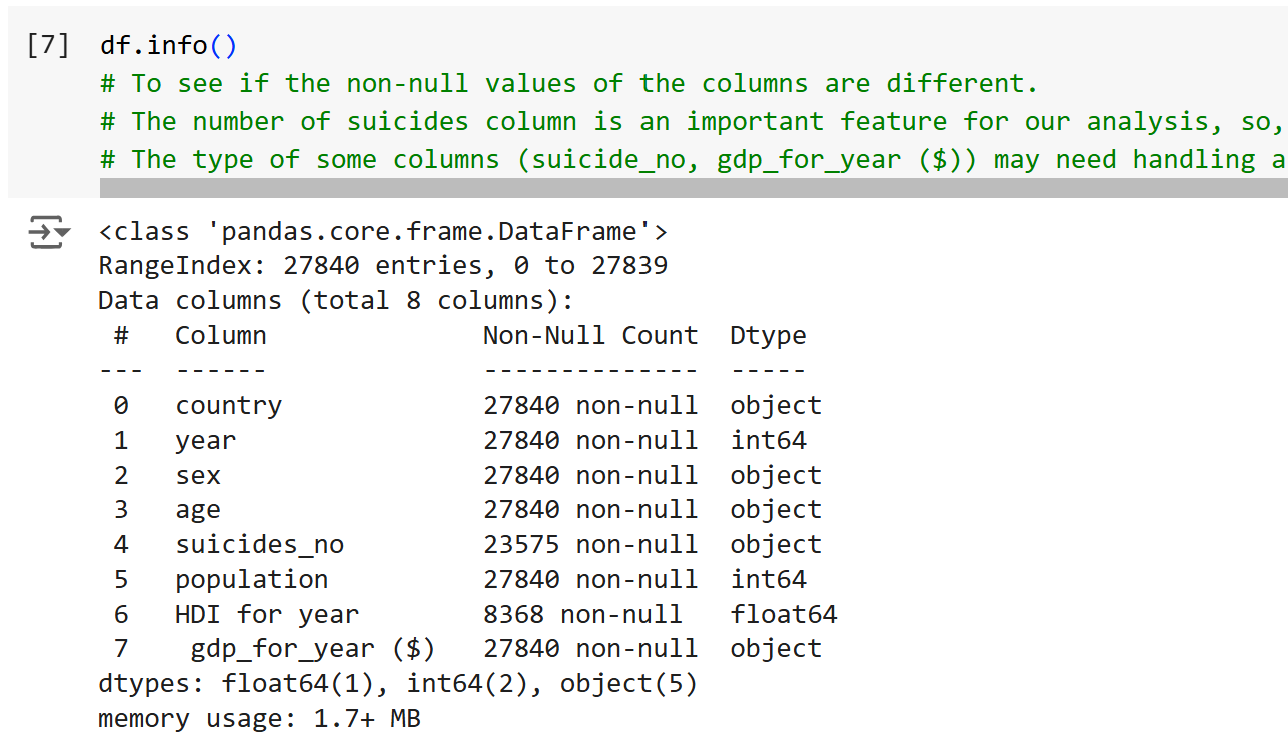 [7] df.info()
# To see if the non-null values of the columns are different.
# The number of suicides column is an important feature for our analysis, so,
# The type of some columns (suicide_no, gdp_for_year ($)) may need handling a
<class 'pandas.core.frame.DataFrame'>
RangeIndex: 27840 entries, 0 to 27839
Data columns (total 8 columns):
 #   Column              Non-Null Count  Dtype
---  ------              --------------  -----
 0   country             27840 non-null  object
 1   year                27840 non-null  int64
 2   sex                 27840 non-null  object
 3   age                 27840 non-null  object
 4   suicides_no         23575 non-null  object
 5   population          27840 non-null  int64
 6   HDI for year        8368 non-null   float64
 7    gdp_for_year ($)   27840 non-null  object
dtypes: float64(1), int64(2), object(5)
memory usage: 1.7+ MB